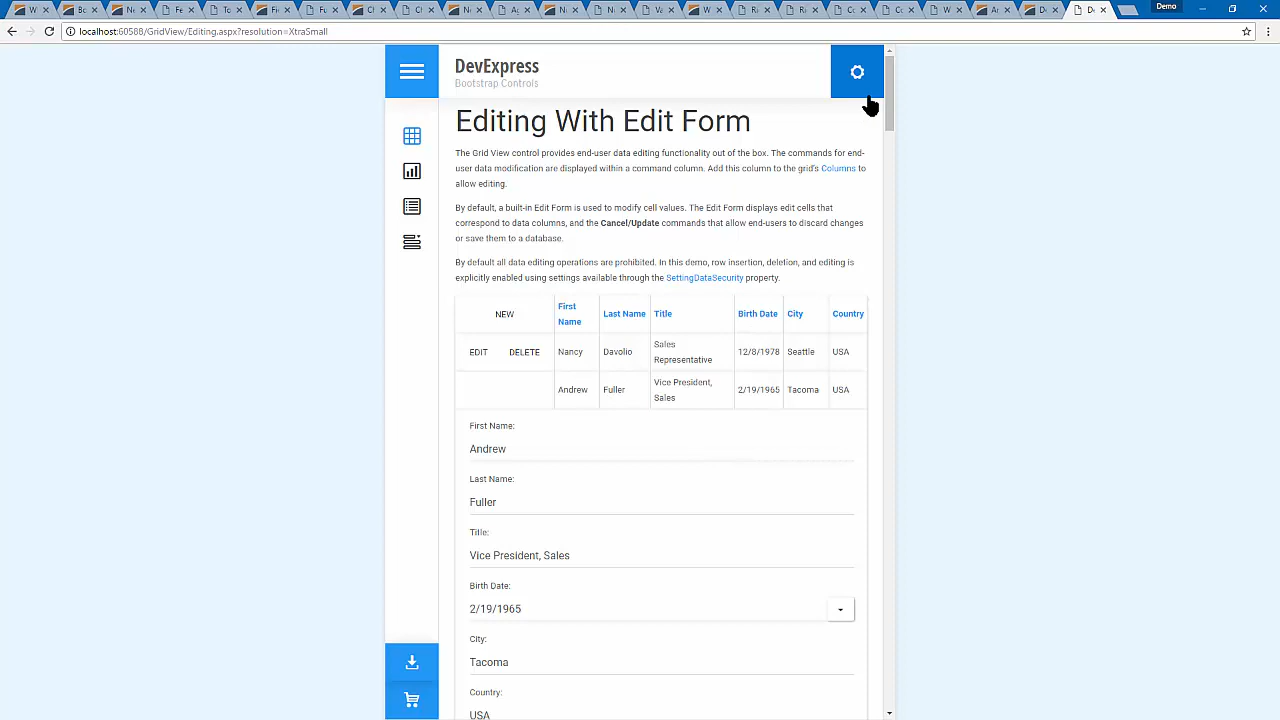 Demo
localhost:60588/GridView/Editing.aspx?resolution=XtraSmall
DevExpress
Bootstrap Controls
Editing With Edit Form
The Grid View control provides end-user data editing functionality out of the box. The commands for end-
user data modification are displayed within a command column. Add this column to the grid's Columns to
allow editing.
By default, a built-in Edit Form is used to modify cell values. The Edit Form displays edit cells that
correspond to data columns, and the Cancel/Update commands that allow end-users to discard changes
or save them to a database.
By default all data editing operations are prohibited. In this demo, row insertion, deletion, and editing is
explicitly enabled using settings available through the SettingDataSecurity property.
NEW First Name Last Name Title Birth Date City Country
EDIT DELETE Nancy Davolio Sales Representative 12/8/1978 Seattle USA
Andrew Fuller Vice President, Sales 2/19/1965 Tacoma USA
First Name:
Andrew
Last Name:
Fuller
Title:
Vice President, Sales
Birth Date:
2/19/1965
City:
Tacoma
Country:
USA